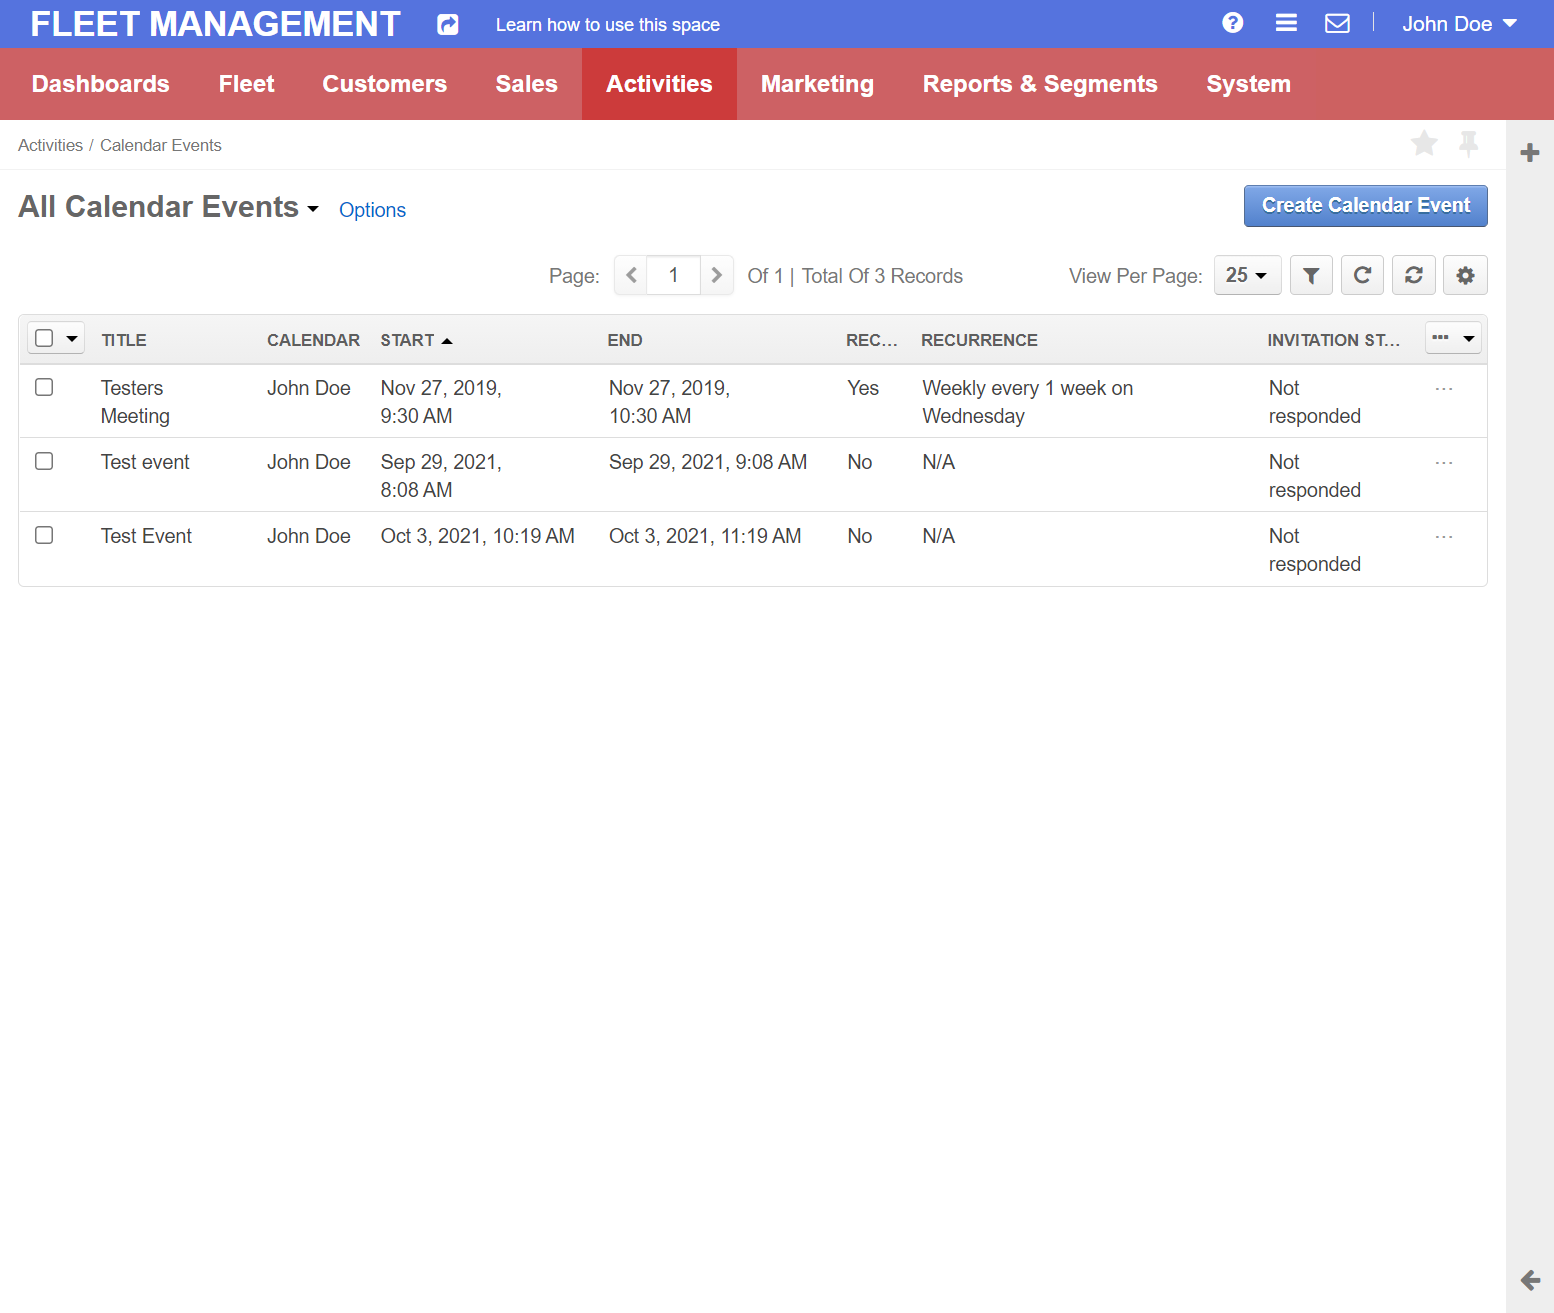 FLEET MANAGEMENT Learn how to use this space John Doe
Dashboards Fleet Customers Sales Activities Marketing Reports & Segments System
Activities / Calendar Events
All Calendar Events Options Create Calendar Event
Page: 1 Of 1 | Total Of 3 Records View Per Page: 25
TITLE CALENDAR START END REC... RECURRENCE INVITATION ST...
Testers Meeting John Doe Nov 27, 2019, 9:30 AM Nov 27, 2019, 10:30 AM Yes Weekly every 1 week on Wednesday Not responded
Test event John Doe Sep 29, 2021, 8:08 AM Sep 29, 2021, 9:08 AM No N/A Not responded
Test Event John Doe Oct 3, 2021, 10:19 AM Oct 3, 2021, 11:19 AM No N/A Not responded